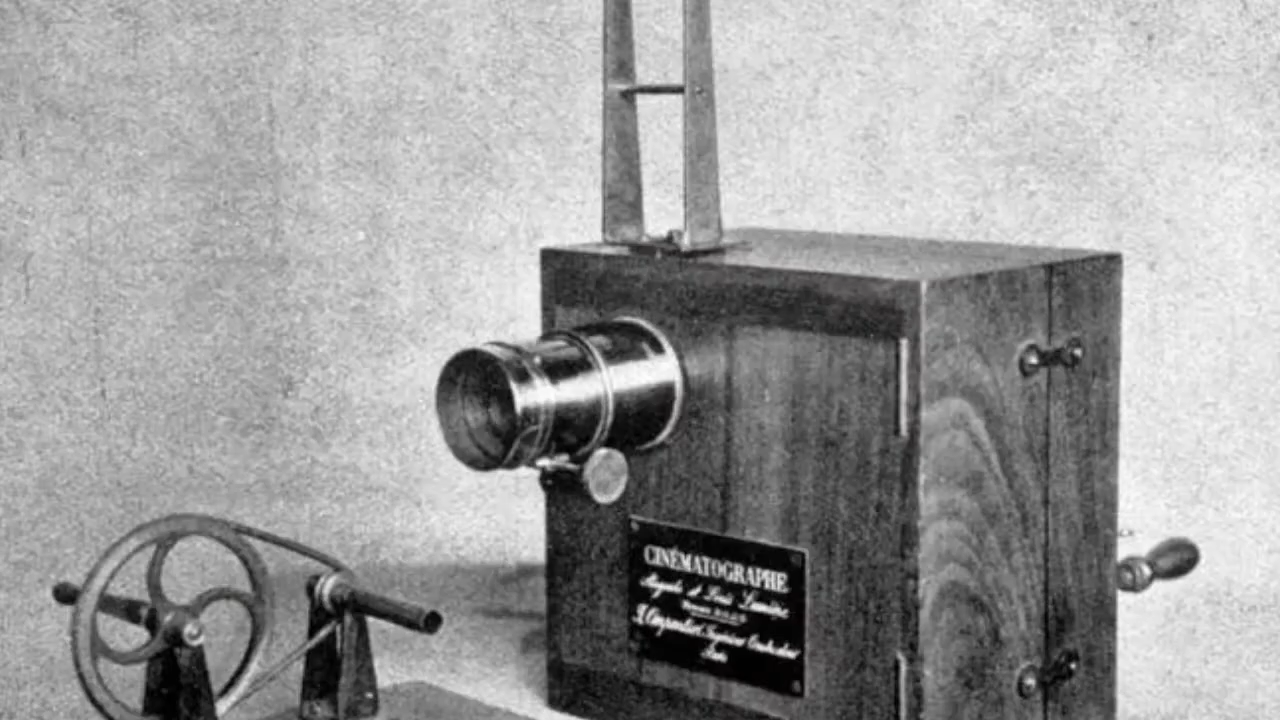 CINÉMATOGRAPHE
Auguste et Louis Lumière
J. Carpentier, Ingénieur Constructeur
Paris